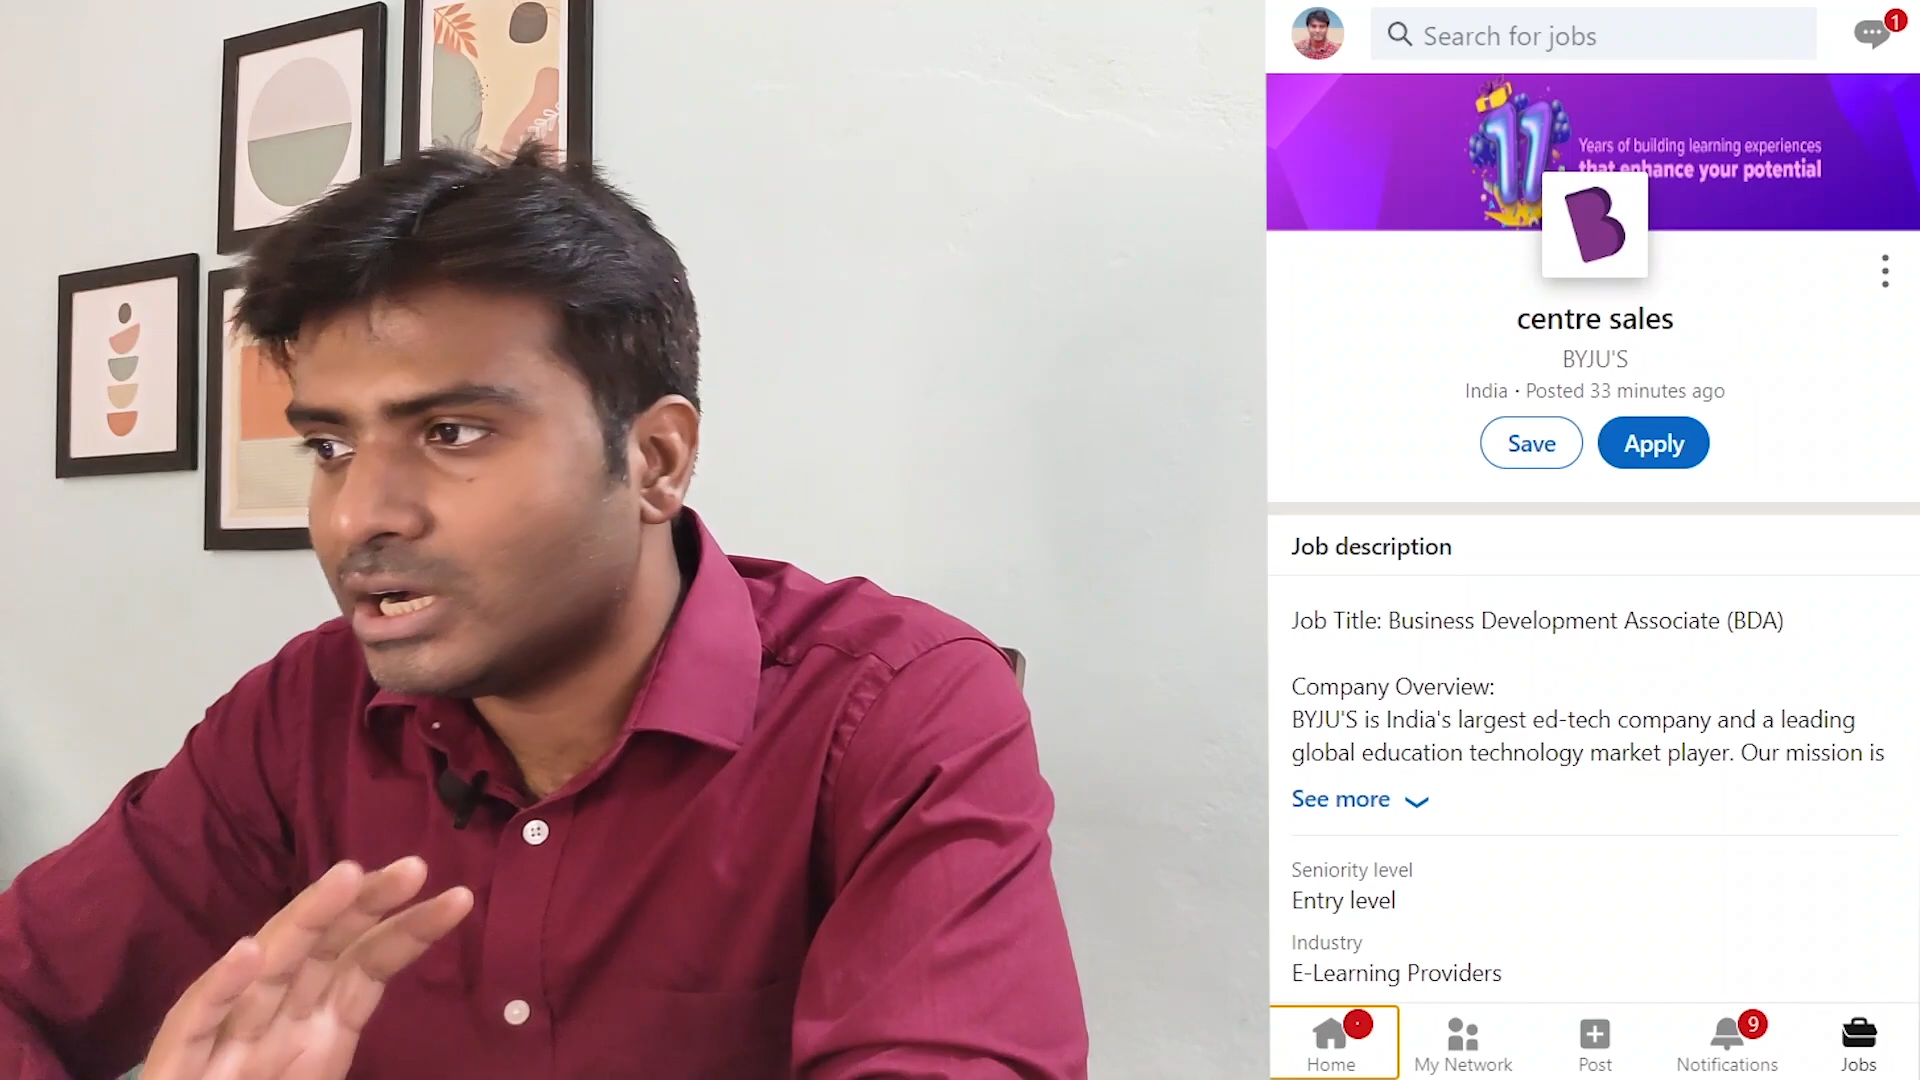 Search for jobs
1
11
Years of building learning experiences
that enhance your potential
B
centre sales
BYJU'S
India • Posted 33 minutes ago
Save
Apply
Job description
Job Title: Business Development Associate (BDA)
Company Overview:
BYJU'S is India's largest ed-tech company and a leading
global education technology market player. Our mission is
See more
Seniority level
Entry level
Industry
E-Learning Providers
9
Home
My Network
Post
Notifications
Jobs